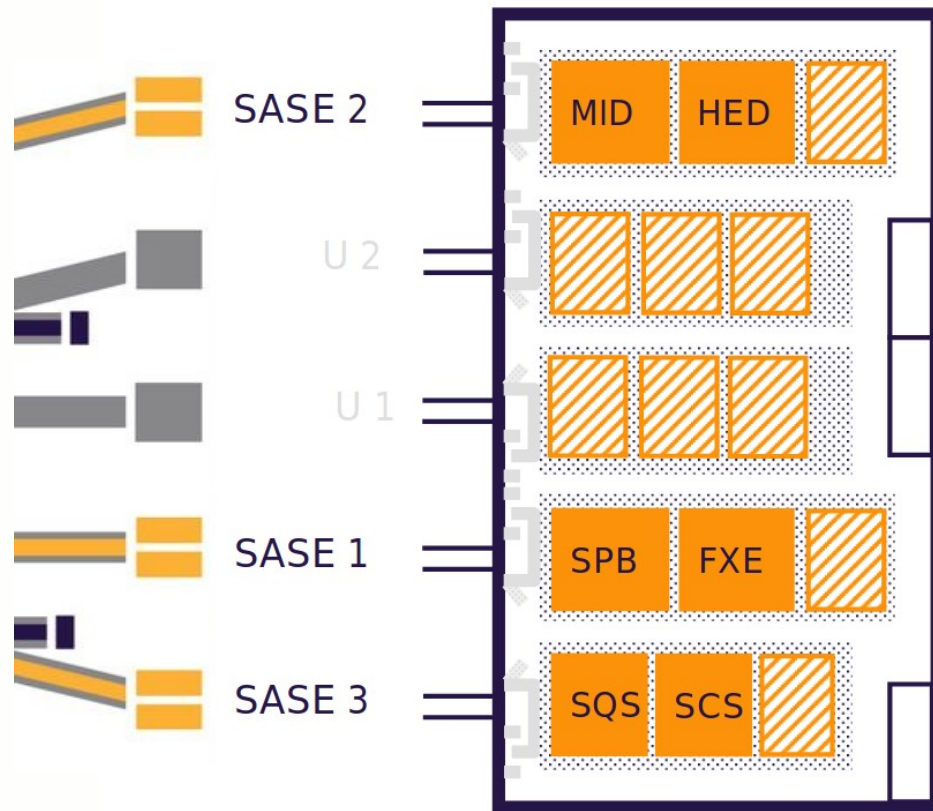 SASE 2 MID HED
U 2
U 1
SASE 1 SPB FXE
SASE 3 SQS SCS